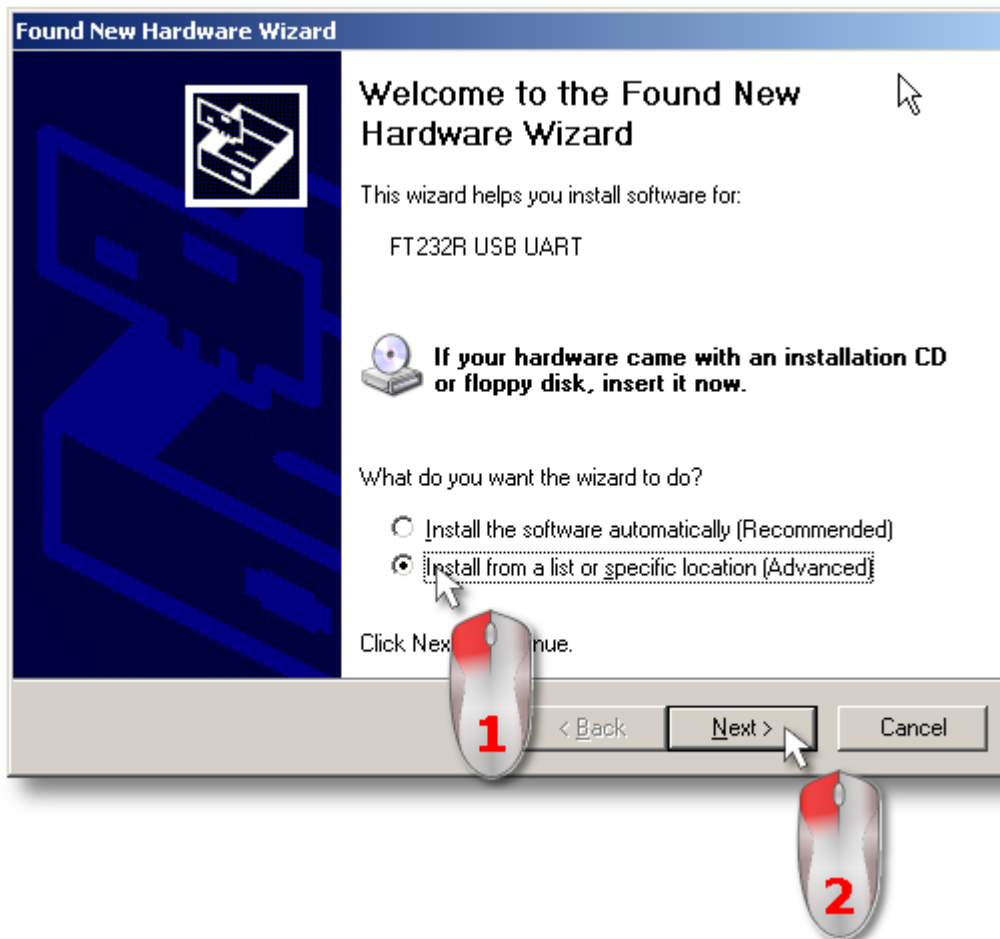 Found New Hardware Wizard
Welcome to the Found New
Hardware Wizard
This wizard helps you install software for:
FT232R USB UART
If your hardware came with an installation CD
or floppy disk, insert it now.
What do you want the wizard to do?
Install the software automatically (Recommended)
Install from a list or specific location (Advanced)
Click nue.
1
< Back
Next >
Cancel
2